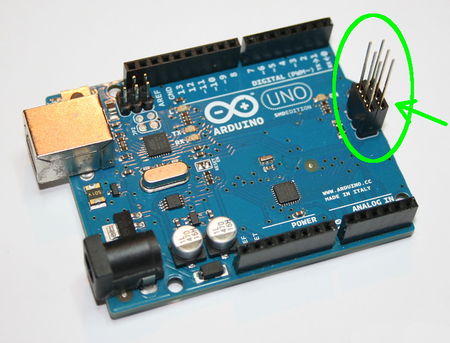 AREF
GND
13
12
~11
~10
~9
8
7
~6
~5
4
~3
2
DIGITAL (PWM~)
UNO
SMD EDITION
ARDUINO
TX
RX
WWW.ARDUINO.CC
MADE IN ITALY
POWER
ANALOG IN